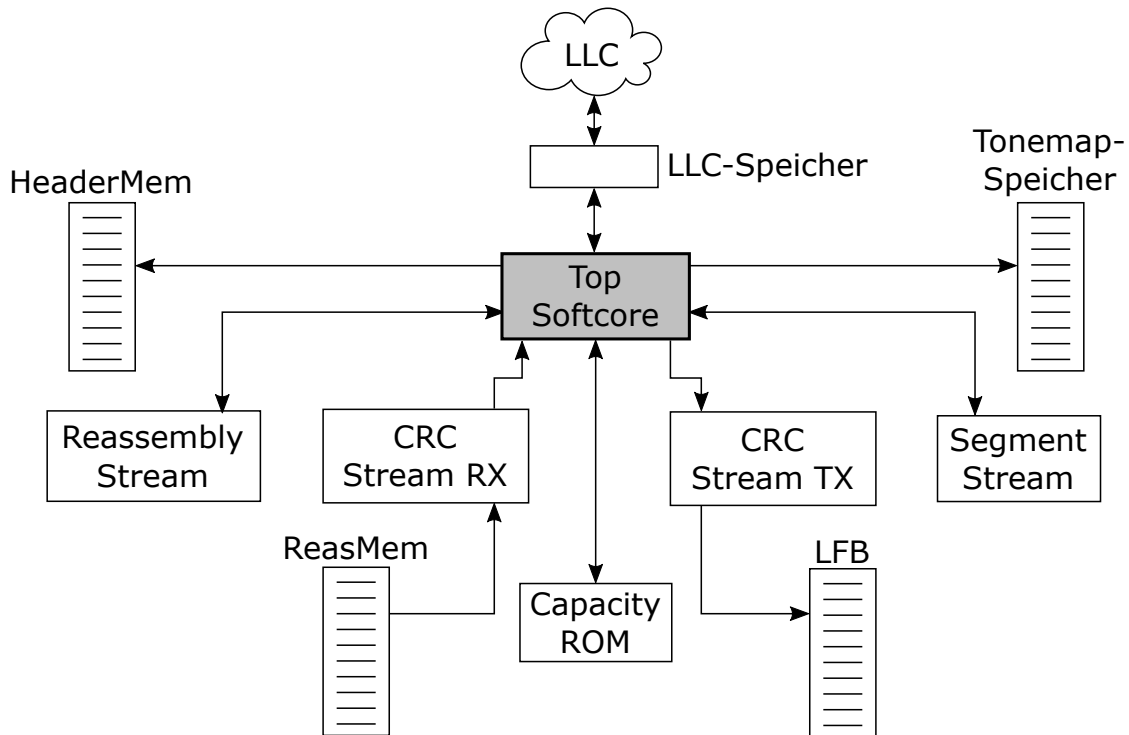 LLC
LLC-Speicher
Tonemap-
Speicher
HeaderMem
Top
Softcore
Reassembly
Stream
CRC
Stream RX
CRC
Stream TX
Segment
Stream
ReasMem
LFB
Capacity
ROM